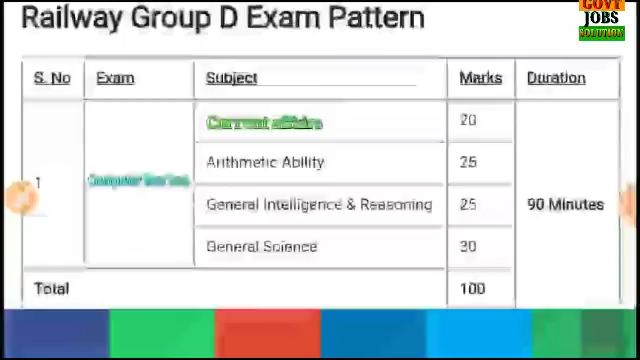 Railway Group D Exam Pattern
GOVT
JOBS
SOLUTION
S. No Exam Subject Marks Duration
Current affairs 20
Arithmetic Ability 25
1 General Intelligence & Reasoning 25 90 Minutes
General Science 30
Total 100